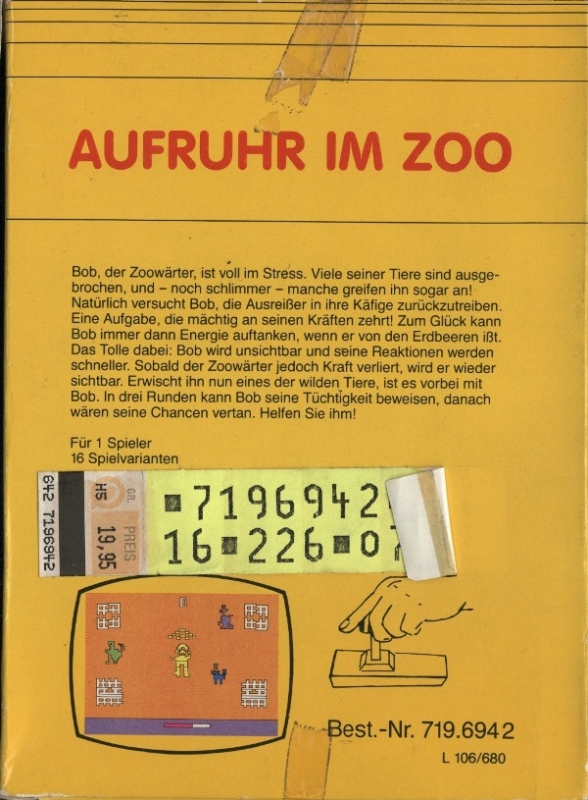 AUFRUHR IM ZOO
Bob, der Zoowärter, ist voll im Stress. Viele seiner Tiere sind ausge-
brochen, und – noch schlimmer – manche greifen ihn sogar an!
Natürlich versucht Bob, die Ausreißer in ihre Käfige zurückzutreiben.
Eine Aufgabe, die mächtig an seinen Kräften zehrt! Zum Glück kann
Bob immer dann Energie auftanken, wenn er von den Erdbeeren ißt.
Das Tolle dabei: Bob wird unsichtbar und seine Reaktionen werden
schneller. Sobald der Zoowärter jedoch Kraft verliert, wird er wieder
sichtbar. Erwischt ihn nun eines der wilden Tiere, ist es vorbei mit
Bob. In drei Runden kann Bob seine Tüchtigkeit beweisen, danach
wären seine Chancen vertan. Helfen Sie ihm!
Für 1 Spieler
16 Spielvarianten
642 7196942
HS GR.
19,95 PREIS
7196942
16 226 0
Best.-Nr. 719.6942
L 106/680